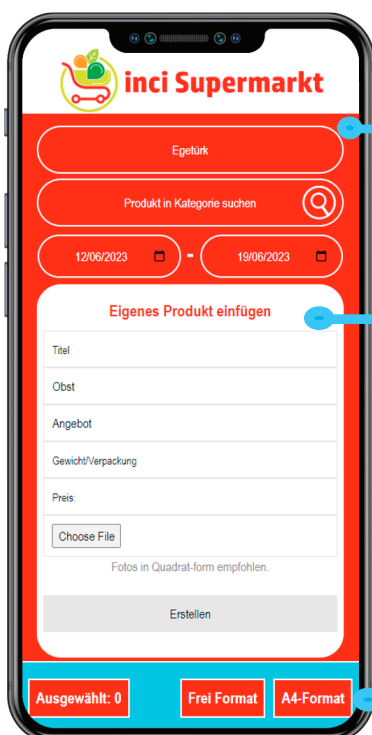 inci Supermarkt
Egetürk
Produkt in Kategorie suchen
12/06/2023 - 19/06/2023
Eigenes Produkt einfügen
Titel
Obst
Angebot
Gewicht/Verpackung
Preis:
Choose File
Fotos in Quadrat-form empfohlen.
Erstellen
Ausgewählt: 0 Frei Format A4-Format